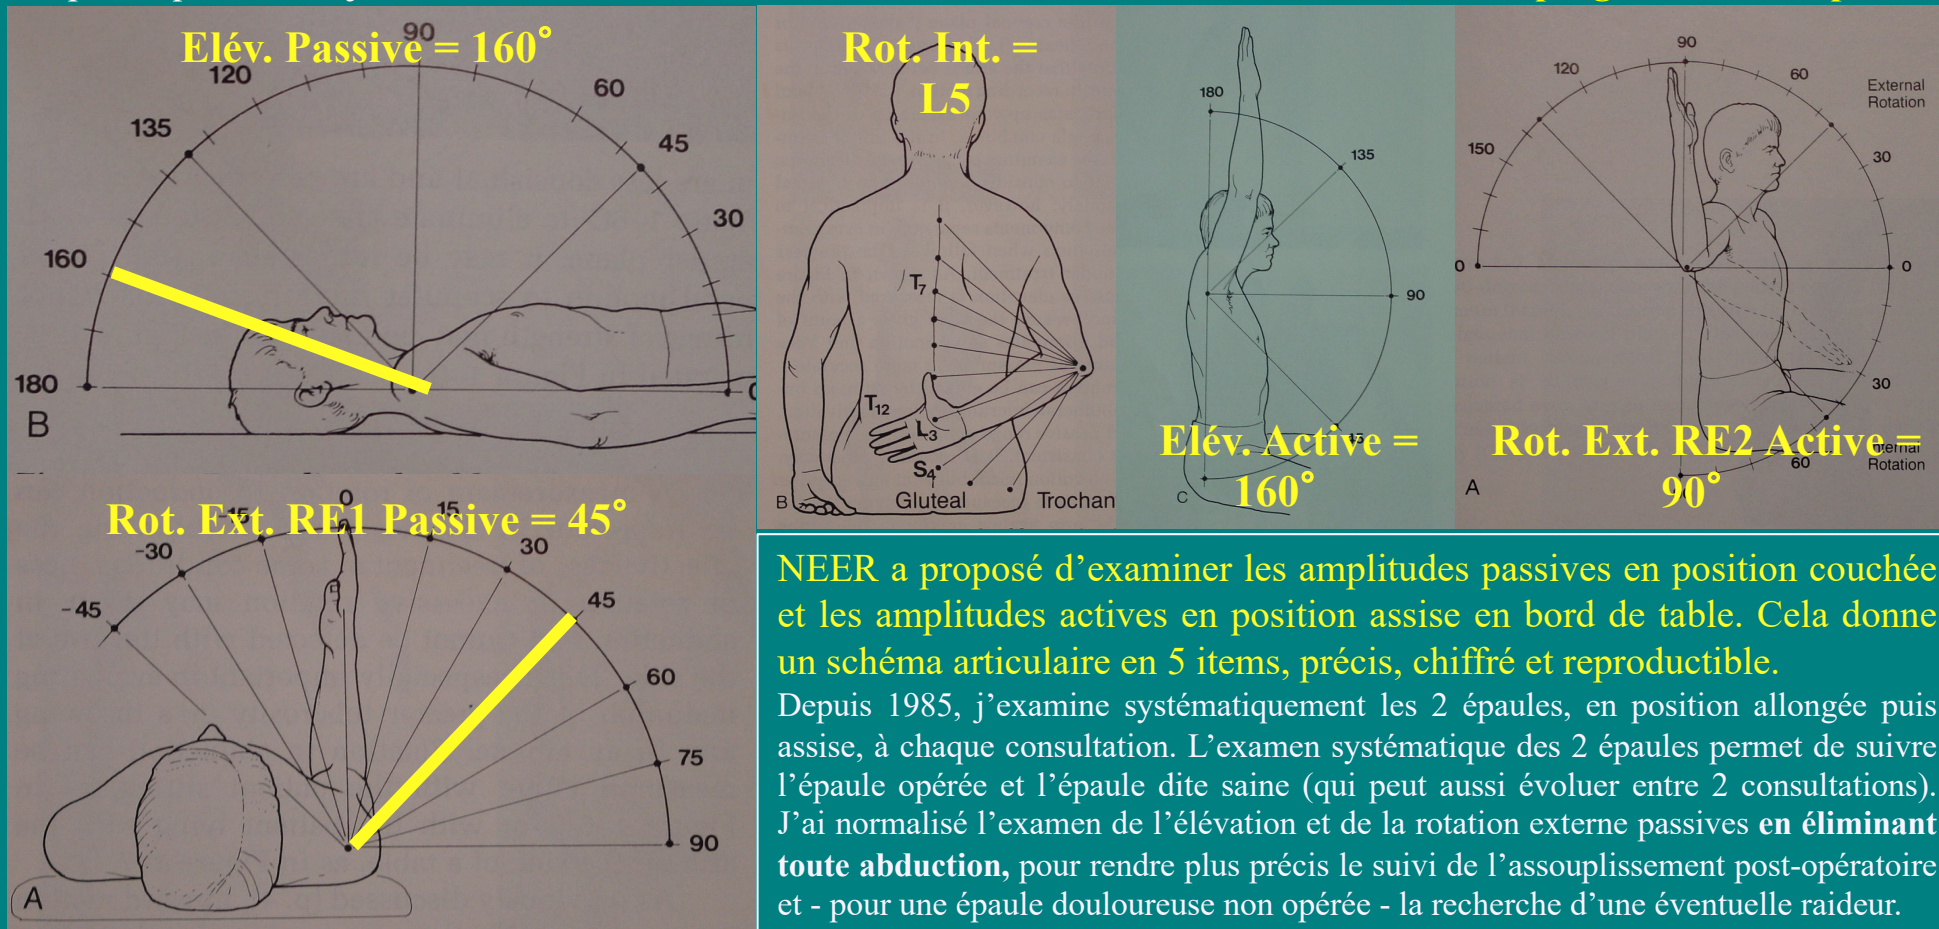 Elév. Passive = 160°
90
120
60
135
45
160
30
180
B
Rot. Int. =
L5
T7
T12
L3
S4
B
Gluteal
Trochan
180
135
90
45
C
Elév. Active =
160°
90
120
60
External
Rotation
150
30
0
0
30
Rot. Ext. RE2 Active =
90°
60
Internal
Rotation
A
90
Rot. Ext. RE1 Passive = 45°
0
-15
15
-30
30
-45
45
60
75
90
A
NEER a proposé d’examiner les amplitudes passives en position couchée
et les amplitudes actives en position assise en bord de table. Cela donne
un schéma articulaire en 5 items, précis, chiffré et reproductible.
Depuis 1985, j’examine systématiquement les 2 épaules, en position allongée puis
assise, à chaque consultation. L’examen systématique des 2 épaules permet de suivre
l’épaule opérée et l’épaule dite saine (qui peut aussi évoluer entre 2 consultations).
J’ai normalisé l’examen de l’élévation et de la rotation externe passives en éliminant
toute abduction, pour rendre plus précis le suivi de l’assouplissement post-opératoire
et - pour une épaule douloureuse non opérée - la recherche d’une éventuelle raideur.